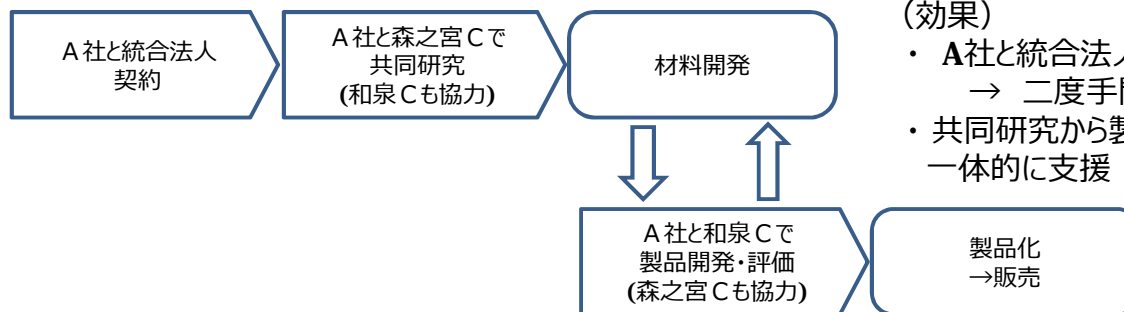 A社と統合法人
契約
A社と森之宮Cで
共同研究
(和泉Cも協力)
材料開発
（効果）
・ A社と統合法
→ 二度手
・共同研究から
一体的に支援
A社と和泉Cで
製品開発・評価
(森之宮Cも協力)
製品化
→販売